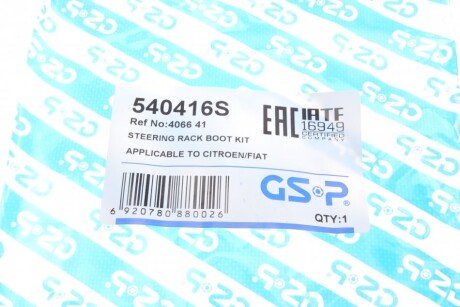 540416S
Ref No:4066 41
STEERING RACK BOOT KIT
APPLICABLE TO CITROEN/FIAT
6 920780 880026
EAC IATF
16949
CERTIFIED
COMPANY
GSP
QTY:1